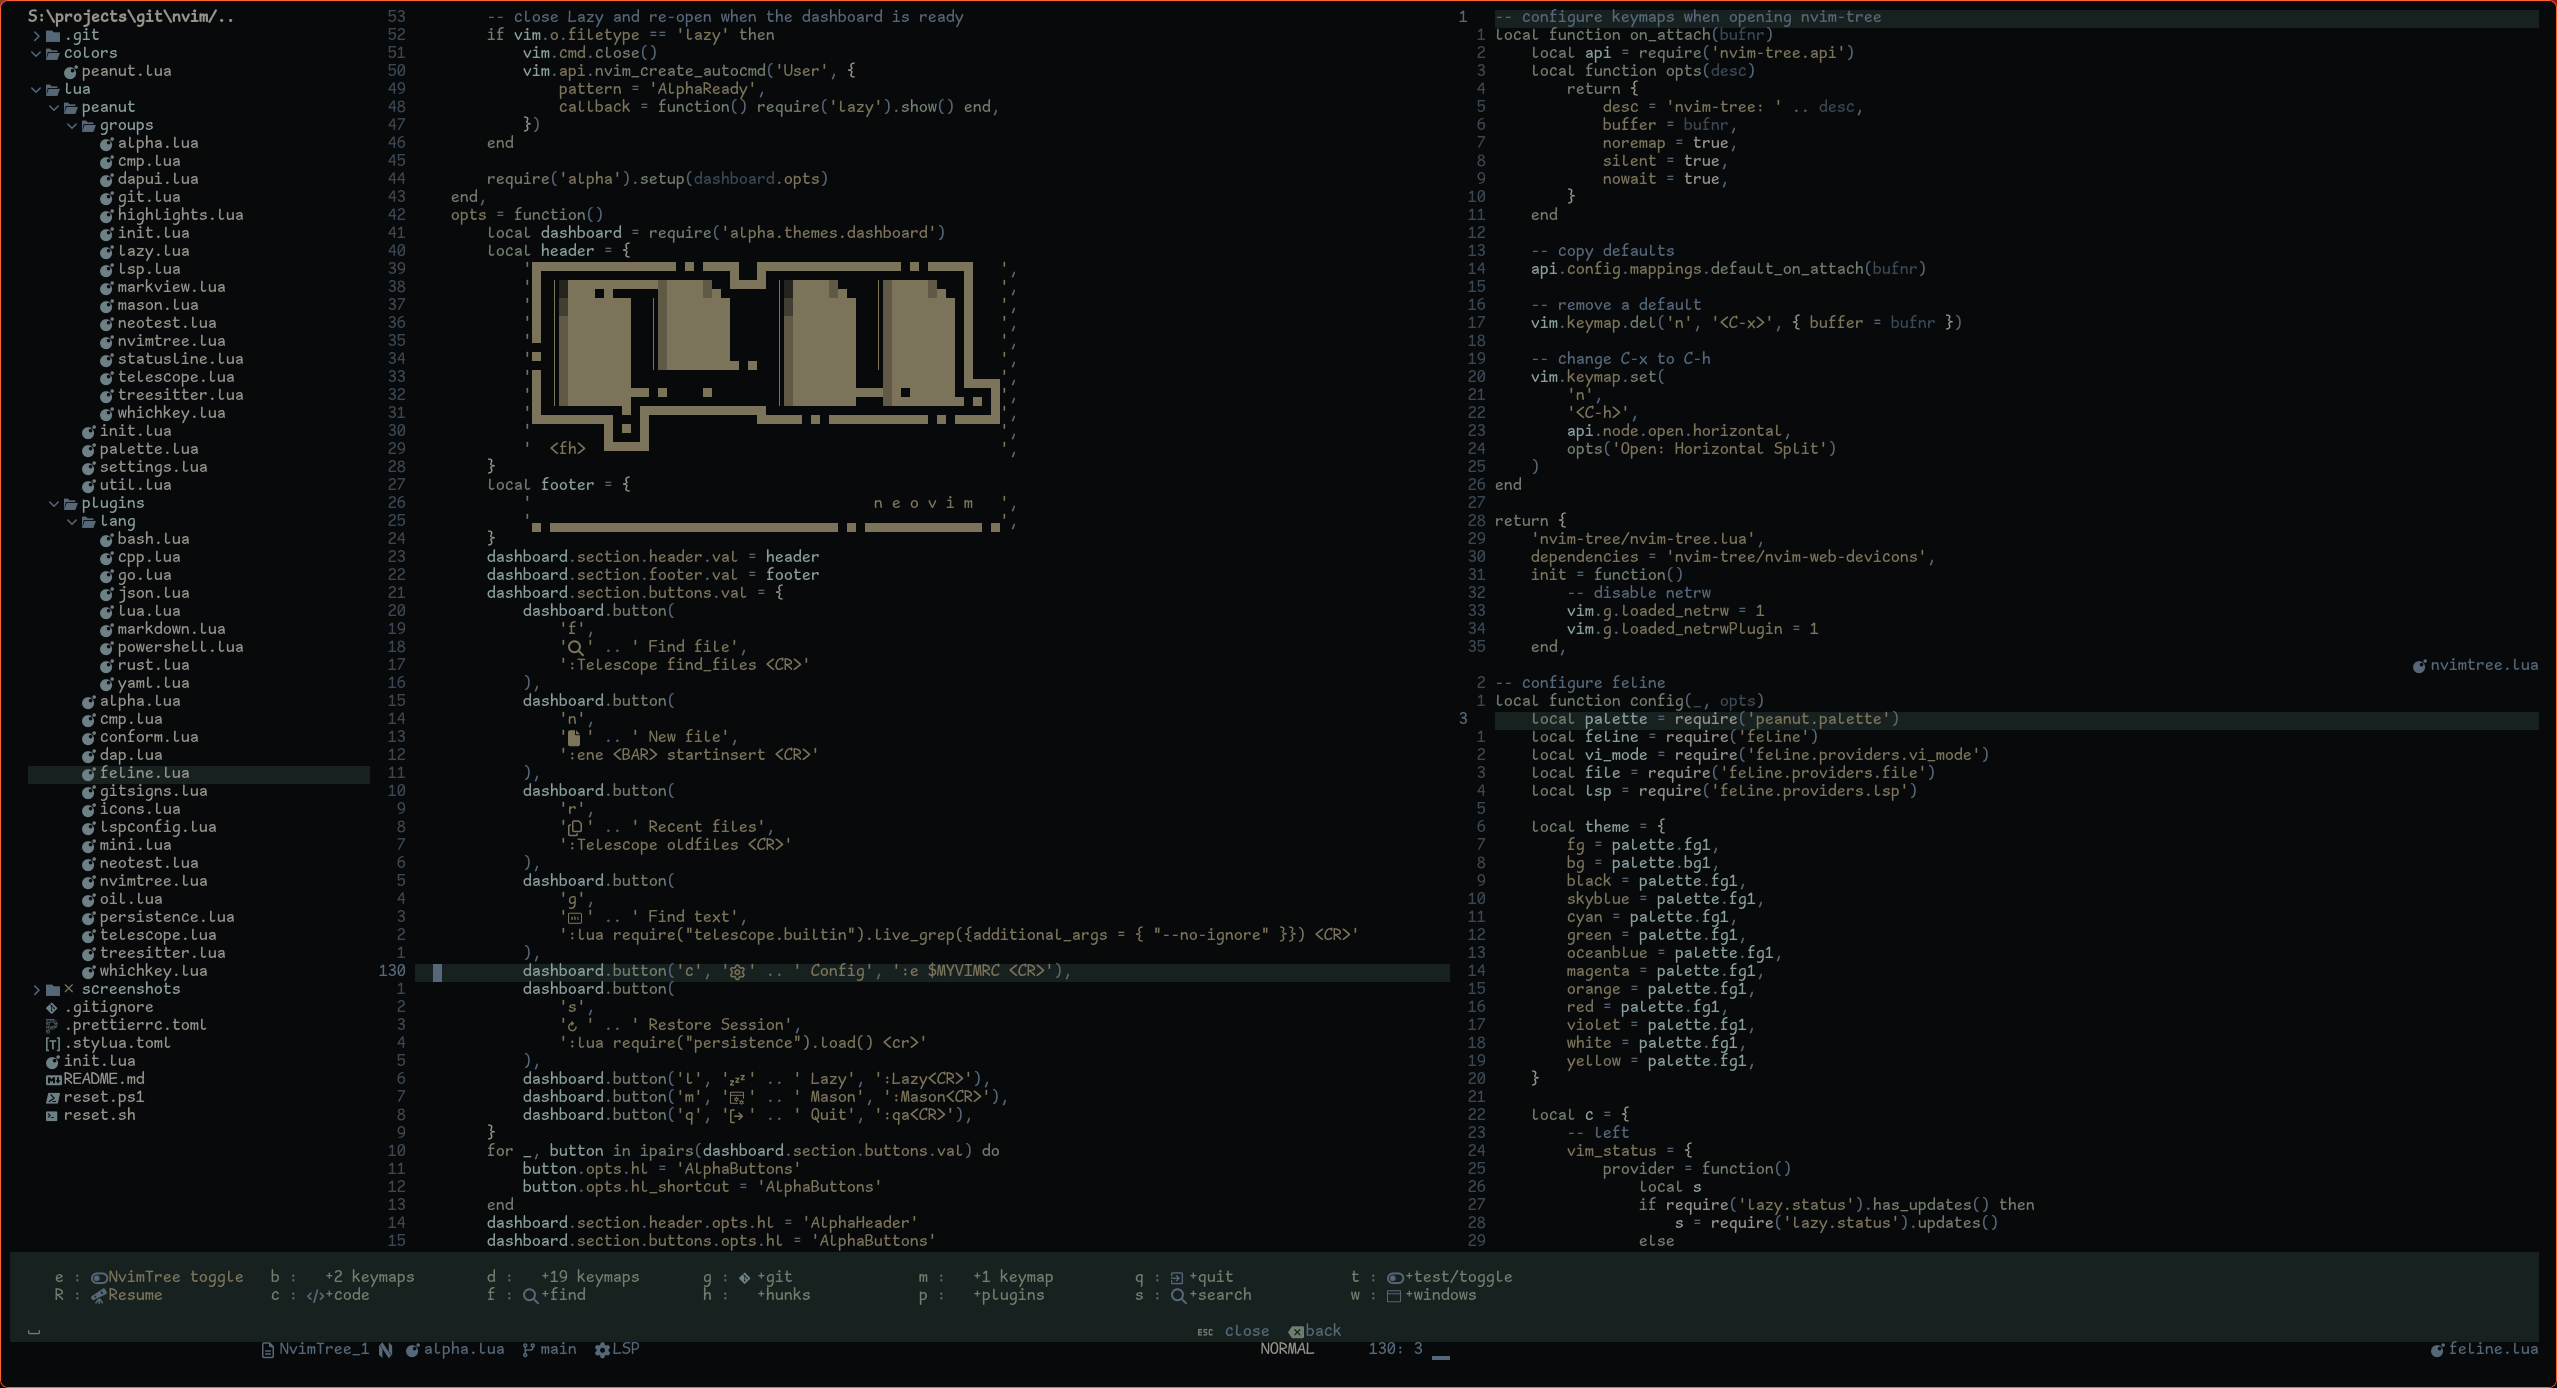 S:\projects\git\nvim/..
.git
colors
peanut.lua
lua
peanut
groups
alpha.lua
cmp.lua
dapui.lua
git.lua
highlights.lua
init.lua
lazy.lua
lsp.lua
markview.lua
mason.lua
neotest.lua
nvimtree.lua
statusline.lua
telescope.lua
treesitter.lua
whichkey.lua
init.lua
palette.lua
settings.lua
util.lua
plugins
lang
bash.lua
cpp.lua
go.lua
json.lua
lua.lua
markdown.lua
powershell.lua
rust.lua
yaml.lua
alpha.lua
cmp.lua
conform.lua
dap.lua
feline.lua
gitsigns.lua
icons.lua
lspconfig.lua
mini.lua
neotest.lua
nvimtree.lua
oil.lua
persistence.lua
telescope.lua
treesitter.lua
whichkey.lua
screenshots
.gitignore
.prettierrc.toml
.stylua.toml
init.lua
README.md
reset.ps1
reset.sh
53 -- close Lazy and re-open when the dashboard is ready
52 if vim.o.filetype == 'lazy' then
51 vim.cmd.close()
50 vim.api.nvim_create_autocmd('User', {
49 pattern = 'AlphaReady',
48 callback = function() require('lazy').show() end,
47 })
46 end
45
44 require('alpha').setup(dashboard.opts)
43 end,
42 opts = function()
41 local dashboard = require('alpha.themes.dashboard')
40 local header = {
39 ' ',
38 ' ',
37 ' ',
36 ' ',
35 ' ',
34 ' ',
33 ' ',
32 ' ',
31 ' ',
30 ' ',
29 ' <fh> ',
28 }
27 local footer = {
26 ' n e o v i m ',
25 ' ',
24 }
23 dashboard.section.header.val = header
22 dashboard.section.footer.val = footer
21 dashboard.section.buttons.val = {
20 dashboard.button(
19 'f',
18 ' ' .. ' Find file',
17 ':Telescope find_files <CR>'
16 ),
15 dashboard.button(
14 'n',
13 ' ' .. ' New file',
12 ':ene <BAR> startinsert <CR>'
11 ),
10 dashboard.button(
9 'r',
8 ' ' .. ' Recent files',
7 ':Telescope oldfiles <CR>'
6 ),
5 dashboard.button(
4 'g',
3 ' ' .. ' Find text',
2 ':lua require("telescope.builtin").live_grep({additional_args = { "--no-ignore" }}) <CR>'
1 ),
130 dashboard.button('c', ' ' .. ' Config', ':e $MYVIMRC <CR>'),
1 dashboard.button(
2 's',
3 ' ' .. ' Restore Session',
4 ':lua require("persistence").load() <cr>'
5 ),
6 dashboard.button('l', ' ' .. ' Lazy', ':Lazy<CR>'),
7 dashboard.button('m', ' ' .. ' Mason', ':Mason<CR>'),
8 dashboard.button('q', ' ' .. ' Quit', ':qa<CR>'),
9 }
10 for _, button in ipairs(dashboard.section.buttons.val) do
11 button.opts.hl = 'AlphaButtons'
12 button.opts.hl_shortcut = 'AlphaButtons'
13 end
14 dashboard.section.header.opts.hl = 'AlphaHeader'
15 dashboard.section.buttons.opts.hl = 'AlphaButtons'
1 -- configure keymaps when opening nvim-tree
1 local function on_attach(bufnr)
2 local api = require('nvim-tree.api')
3 local function opts(desc)
4 return {
5 desc = 'nvim-tree: ' .. desc,
6 buffer = bufnr,
7 noremap = true,
8 silent = true,
9 nowait = true,
10 }
11 end
12
13 -- copy defaults
14 api.config.mappings.default_on_attach(bufnr)
15
16 -- remove a default
17 vim.keymap.del('n', '<C-x>', { buffer = bufnr })
18
19 -- change C-x to C-h
20 vim.keymap.set(
21 'n',
22 '<C-h>',
23 api.node.open.horizontal,
24 opts('Open: Horizontal Split')
25 )
26 end
27
28 return {
29 'nvim-tree/nvim-tree.lua',
30 dependencies = 'nvim-tree/nvim-web-devicons',
31 init = function()
32 -- disable netrw
33 vim.g.loaded_netrw = 1
34 vim.g.loaded_netrwPlugin = 1
35 end,
nvimtree.lua
2 -- configure feline
1 local function config(_, opts)
3 local palette = require('peanut.palette')
1 local feline = require('feline')
2 local vi_mode = require('feline.providers.vi_mode')
3 local file = require('feline.providers.file')
4 local lsp = require('feline.providers.lsp')
5
6 local theme = {
7 fg = palette.fg1,
8 bg = palette.bg1,
9 black = palette.fg1,
10 skyblue = palette.fg1,
11 cyan = palette.fg1,
12 green = palette.fg1,
13 oceanblue = palette.fg1,
14 magenta = palette.fg1,
15 orange = palette.fg1,
16 red = palette.fg1,
17 violet = palette.fg1,
18 white = palette.fg1,
19 yellow = palette.fg1,
20 }
21
22 local c = {
23 -- left
24 vim_status = {
25 provider = function()
26 local s
27 if require('lazy.status').has_updates() then
28 s = require('lazy.status').updates()
29 else
e : NvimTree toggle b : +2 keymaps d : +19 keymaps g : +git m : +1 keymap q : +quit t : +test/toggle
R : Resume c : +code f : +find h : +hunks p : +plugins s : +search w : +windows
ESC close back
NvimTree_1 alpha.lua main LSP NORMAL 130: 3 feline.lua